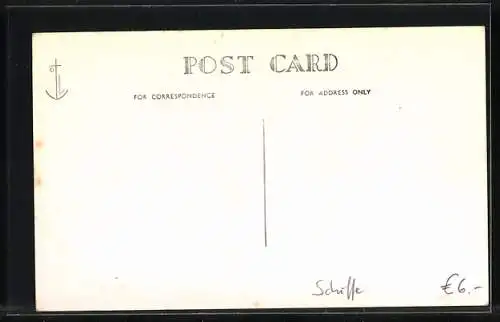 POST CARD
FOR CORRESPONDENCE FOR ADDRESS ONLY
Schiffe €6.-